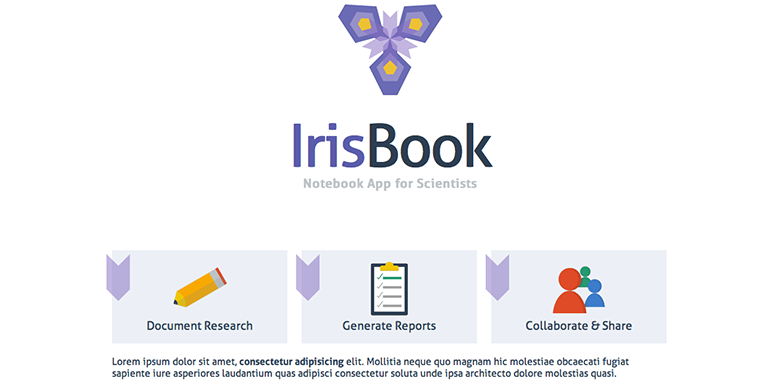 IrisBook
Notebook App for Scientists
Document Research
Generate Reports
Collaborate & Share
Lorem ipsum dolor sit amet, consectetur adipisicing elit. Mollitia neque quo magnam hic molestiae obcaecati fugiat
sapiente iure asperiores laudantium quas adipisci consectetur soluta unde ipsa architecto dolore molestias quasi.